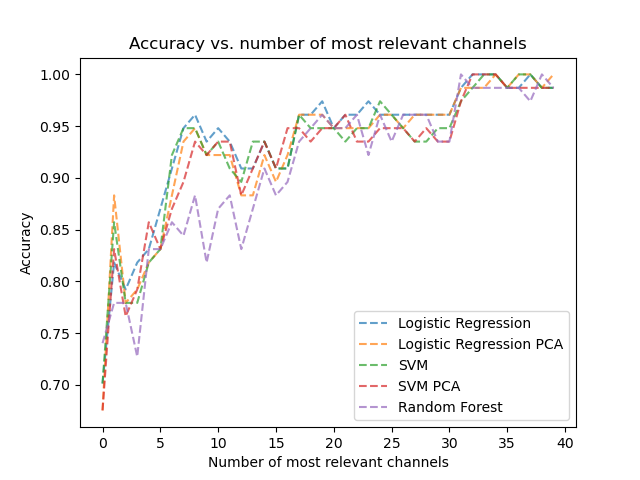 Accuracy vs. number of most relevant channels
1.00
0.95
0.90
0.85
0.80
0.75
0.70
Accuracy
Logistic Regression
Logistic Regression PCA
SVM
SVM PCA
Random Forest
0 5 10 15 20 25 30 35 40
Number of most relevant channels